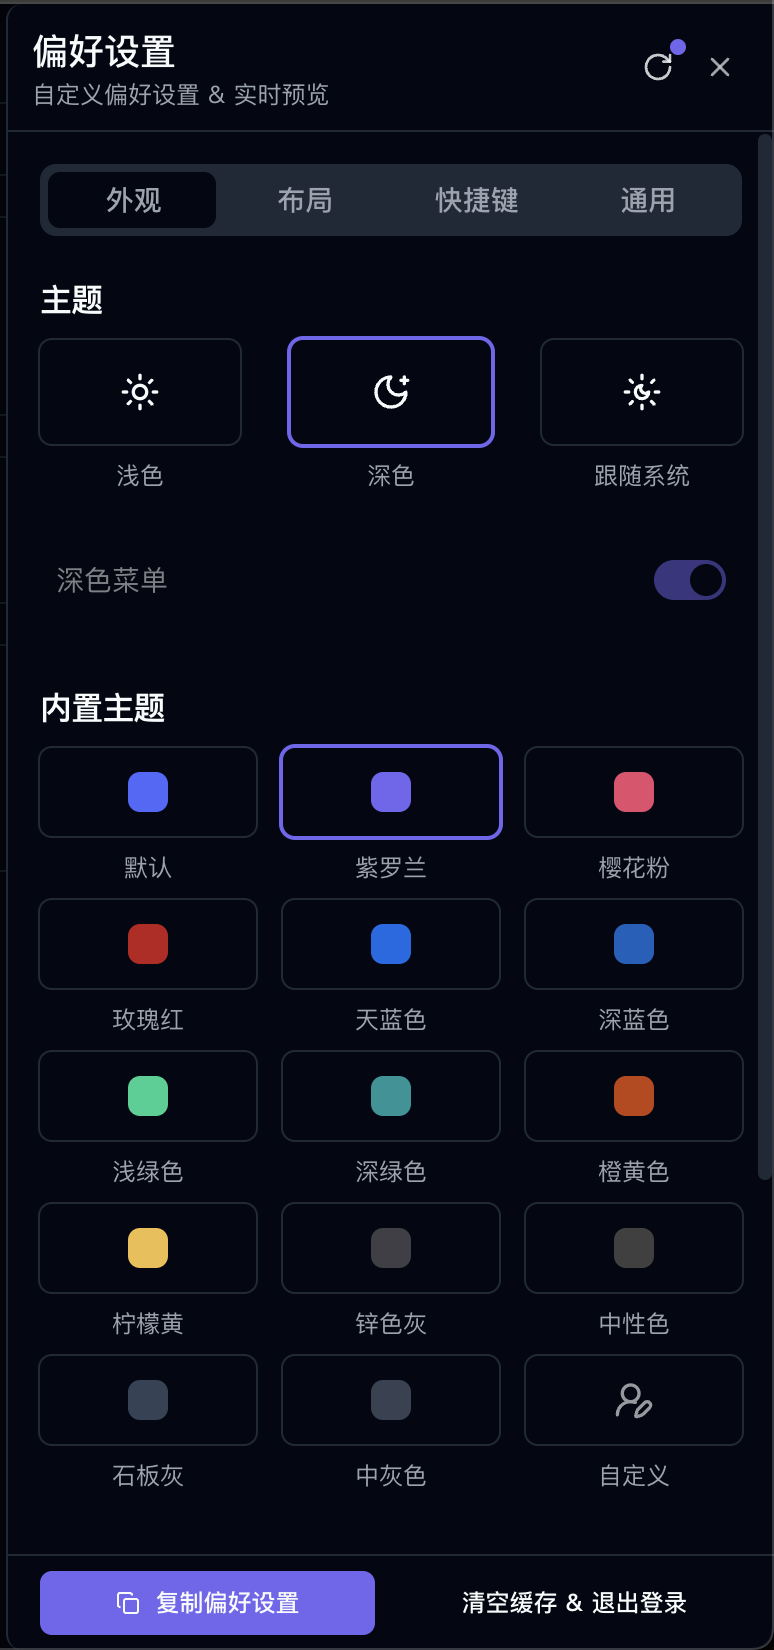 偏好设置
自定义偏好设置 & 实时预览
外观 布局 快捷键 通用
主题
浅色 深色 跟随系统
深色菜单
内置主题
默认 紫罗兰 樱花粉
玫瑰红 天蓝色 深蓝色
浅绿色 深绿色 橙黄色
柠檬黄 锌色灰 中性色
石板灰 中灰色 自定义
复制偏好设置 清空缓存 & 退出登录